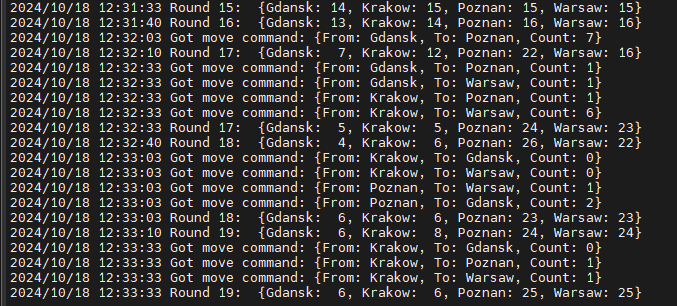 2024/10/18 12:31:33 Round 15:  {Gdansk: 14, Krakow: 15, Poznan: 15, Warsaw: 15}
2024/10/18 12:31:40 Round 16:  {Gdansk: 13, Krakow: 14, Poznan: 16, Warsaw: 16}
2024/10/18 12:32:03 Got move command: {From: Gdansk, To: Poznan, Count: 7}
2024/10/18 12:32:10 Round 17:  {Gdansk:  7, Krakow: 12, Poznan: 22, Warsaw: 16}
2024/10/18 12:32:33 Got move command: {From: Gdansk, To: Poznan, Count: 1}
2024/10/18 12:32:33 Got move command: {From: Gdansk, To: Warsaw, Count: 1}
2024/10/18 12:32:33 Got move command: {From: Krakow, To: Poznan, Count: 1}
2024/10/18 12:32:33 Got move command: {From: Krakow, To: Warsaw, Count: 6}
2024/10/18 12:32:33 Round 17:  {Gdansk:  5, Krakow:  5, Poznan: 24, Warsaw: 23}
2024/10/18 12:32:40 Round 18:  {Gdansk:  4, Krakow:  6, Poznan: 26, Warsaw: 22}
2024/10/18 12:33:03 Got move command: {From: Krakow, To: Gdansk, Count: 0}
2024/10/18 12:33:03 Got move command: {From: Krakow, To: Warsaw, Count: 0}
2024/10/18 12:33:03 Got move command: {From: Poznan, To: Warsaw, Count: 1}
2024/10/18 12:33:03 Got move command: {From: Poznan, To: Gdansk, Count: 2}
2024/10/18 12:33:03 Round 18:  {Gdansk:  6, Krakow:  6, Poznan: 23, Warsaw: 23}
2024/10/18 12:33:10 Round 19:  {Gdansk:  6, Krakow:  8, Poznan: 24, Warsaw: 24}
2024/10/18 12:33:33 Got move command: {From: Krakow, To: Gdansk, Count: 0}
2024/10/18 12:33:33 Got move command: {From: Krakow, To: Poznan, Count: 1}
2024/10/18 12:33:33 Got move command: {From: Krakow, To: Warsaw, Count: 1}
2024/10/18 12:33:33 Round 19:  {Gdansk:  6, Krakow:  6, Poznan: 25, Warsaw: 25}